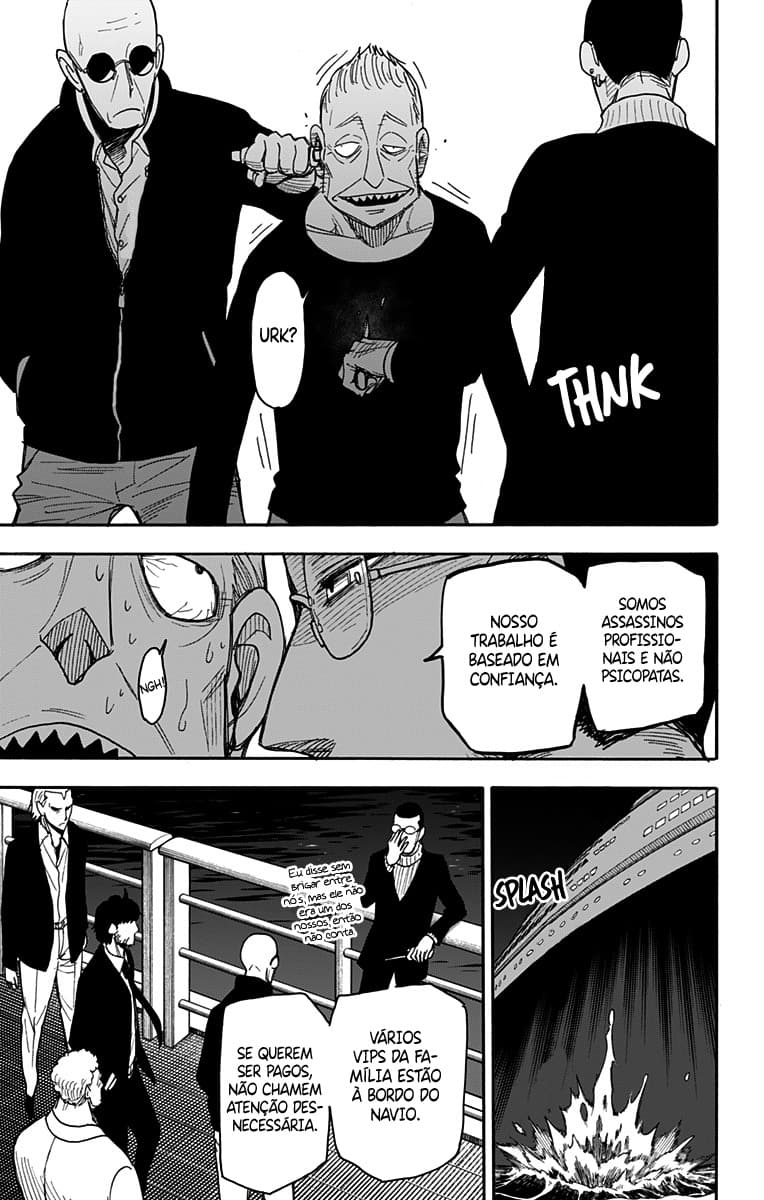 URK?
THNK
SOMOS
ASSASSINOS
PROFISSIO-
NAIS E NÃO
PSICOPATAS.
NOSSO
TRABALHO É
BASEADO EM
CONFIANÇA.
NGH!
SPLASH
Eu disse sem
brigar entre
nós, mas ele não
era um dos
nossos, então
não conta.
VÁRIOS
VIPS DA FA-
MÍLIA ESTÃO
À BORDO DO
NAVIO.
SE QUEREM
SER PAGOS,
NÃO CHAMEM
ATENÇÃO DES-
NECESSÁRIA.